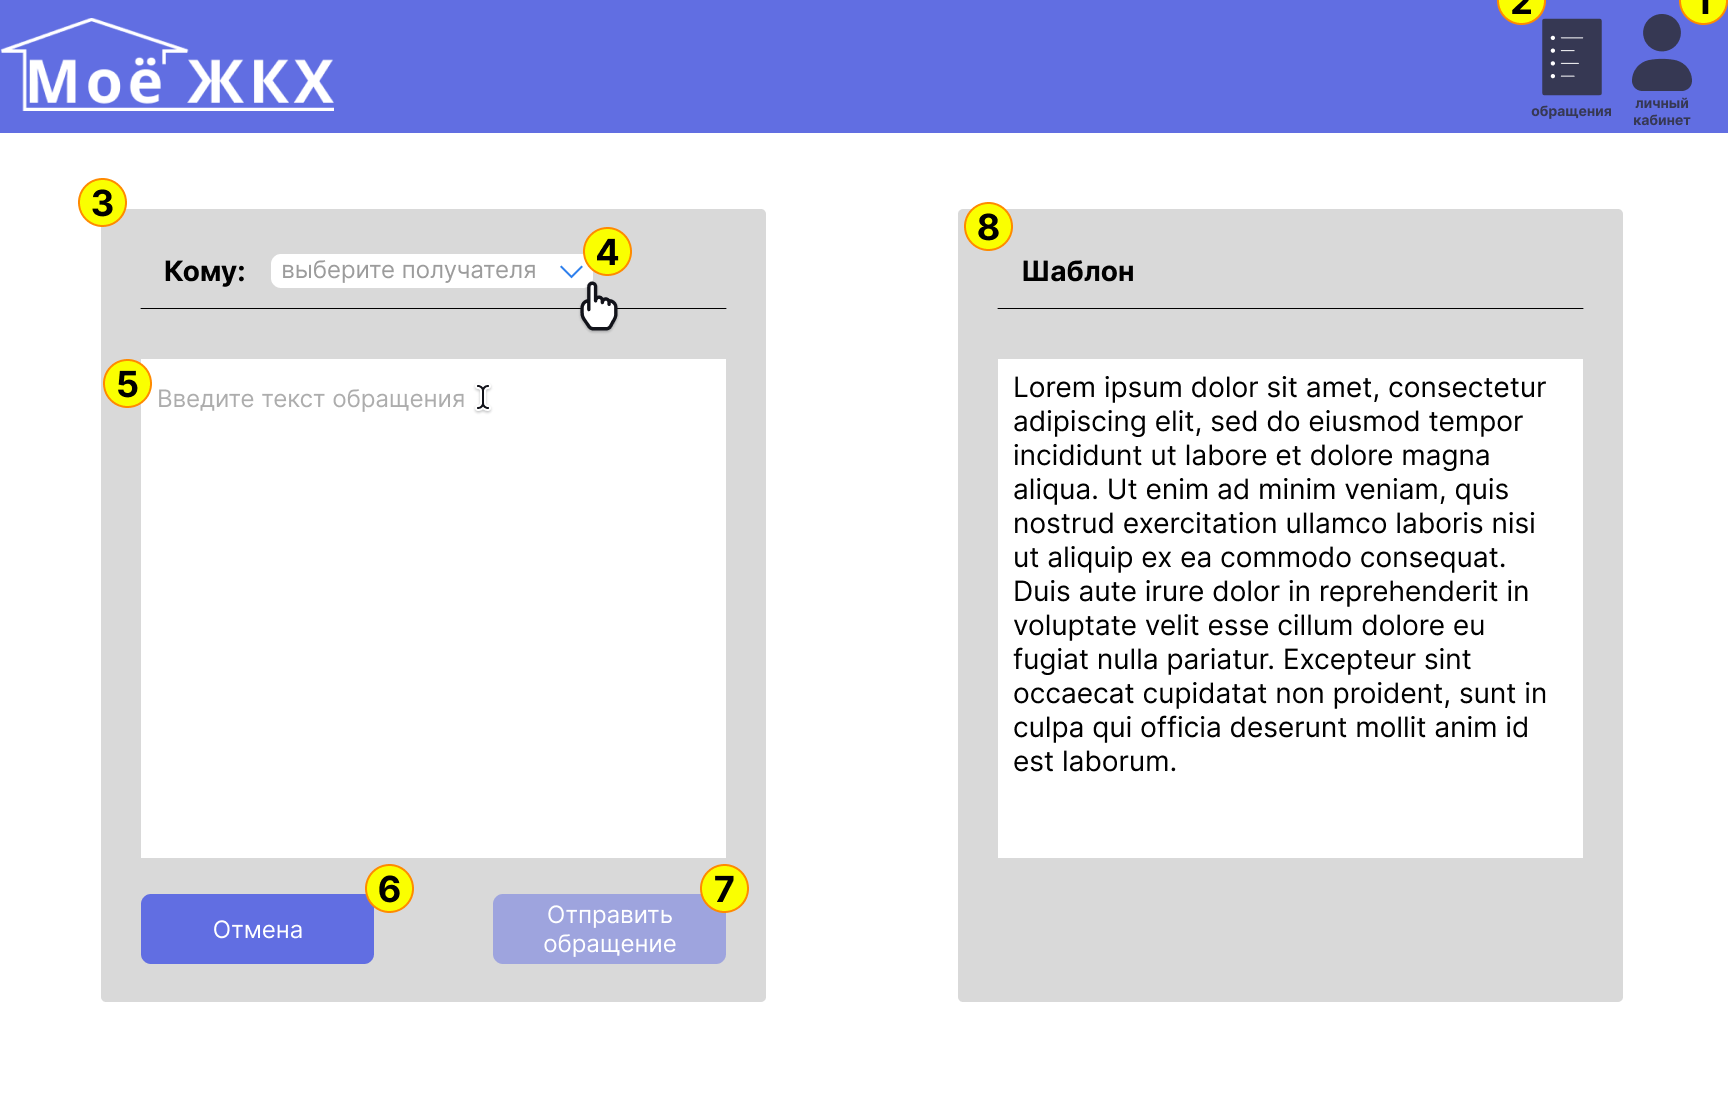 Моё ЖКХ
2
1
обращения
личный
кабинет
3
Кому:
выберите получателя
4
5
Введите текст обращения
6
Отмена
7
Отправить
обращение
8
Шаблон
Lorem ipsum dolor sit amet, consectetur
adipiscing elit, sed do eiusmod tempor
incididunt ut labore et dolore magna
aliqua. Ut enim ad minim veniam, quis
nostrud exercitation ullamco laboris nisi
ut aliquip ex ea commodo consequat.
Duis aute irure dolor in reprehenderit in
voluptate velit esse cillum dolore eu
fugiat nulla pariatur. Excepteur sint
occaecat cupidatat non proident, sunt in
culpa qui officia deserunt mollit anim id
est laborum.